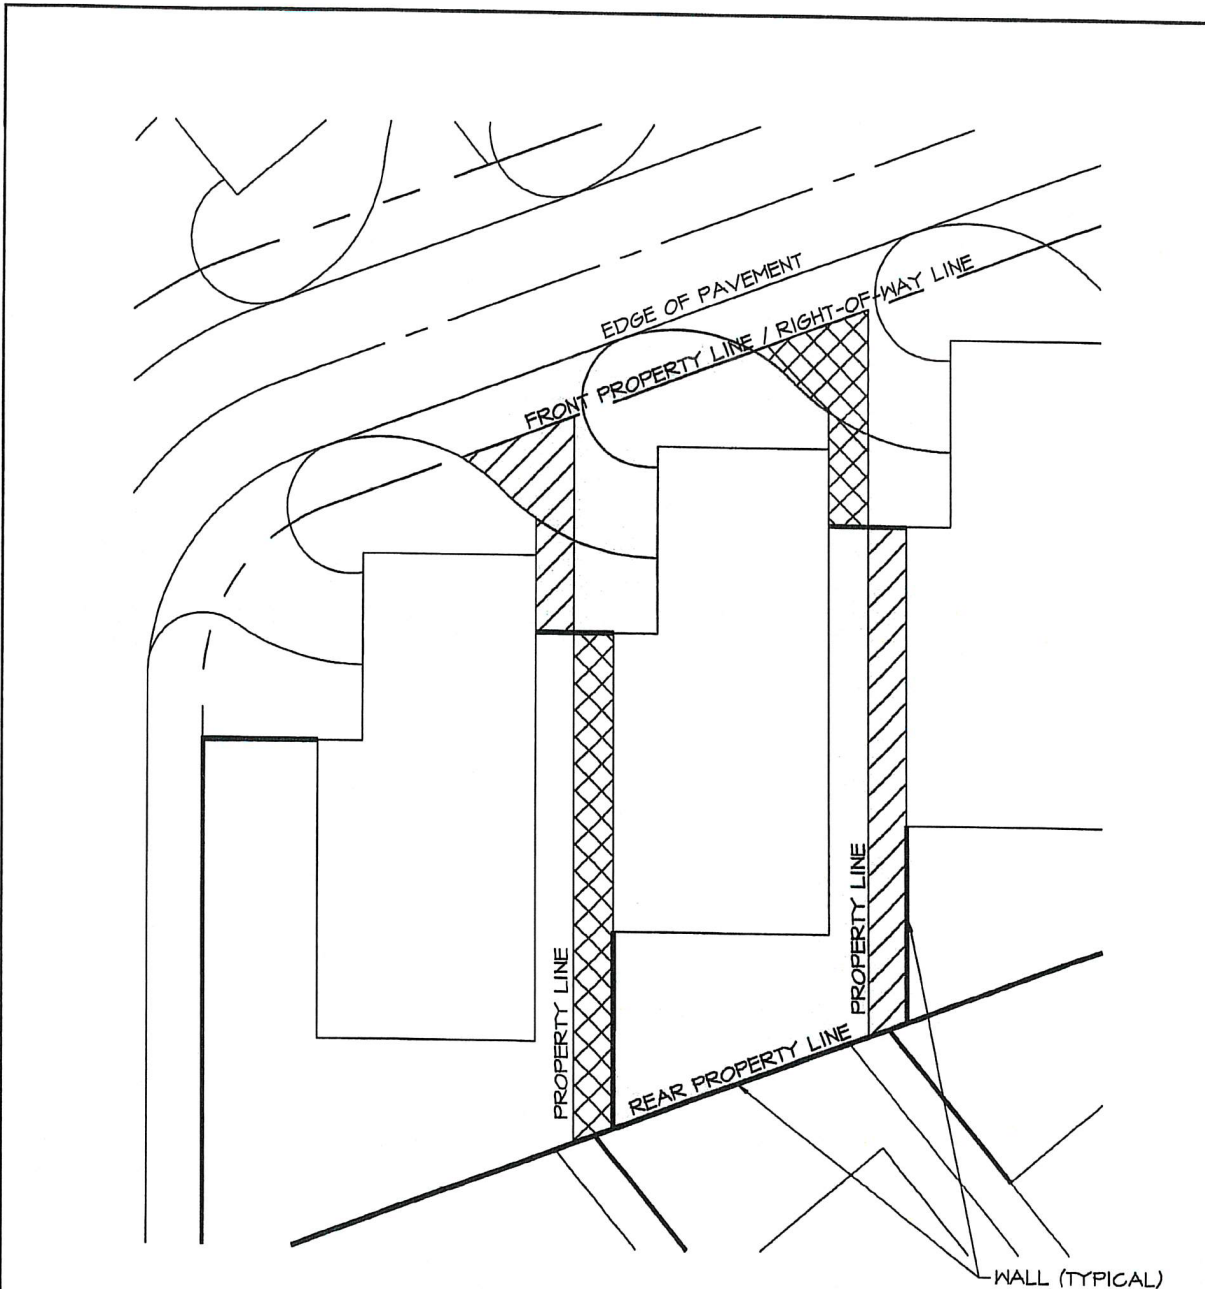 EDGE OF PAVEMENT
FRONT PROPERTY LINE / RIGHT-OF-WAY LINE
PROPERTY LINE
PROPERTY LINE
REAR PROPERTY LINE
WALL (TYPICAL)